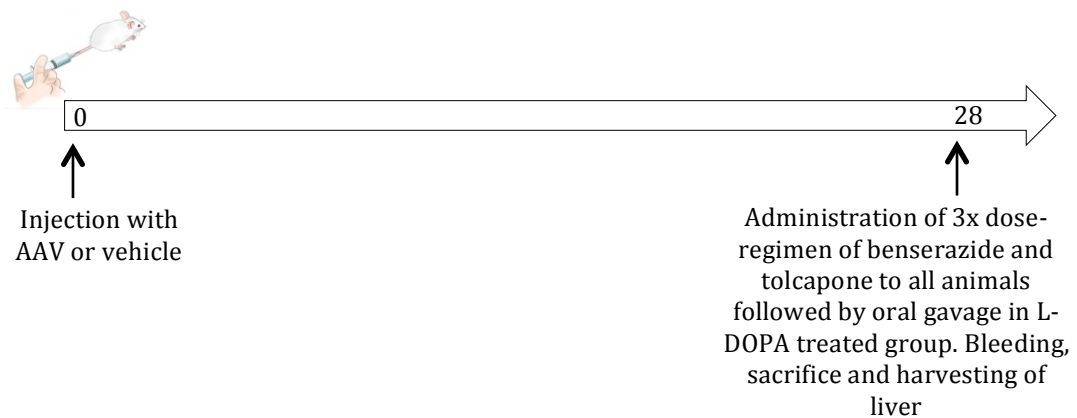 0
28
Injection with
AAV or vehicle
Administration of 3x dose-
regimen of benserazide and
tolcapone to all animals
followed by oral gavage in L-
DOPA treated group. Bleeding,
sacrifice and harvesting of
liver